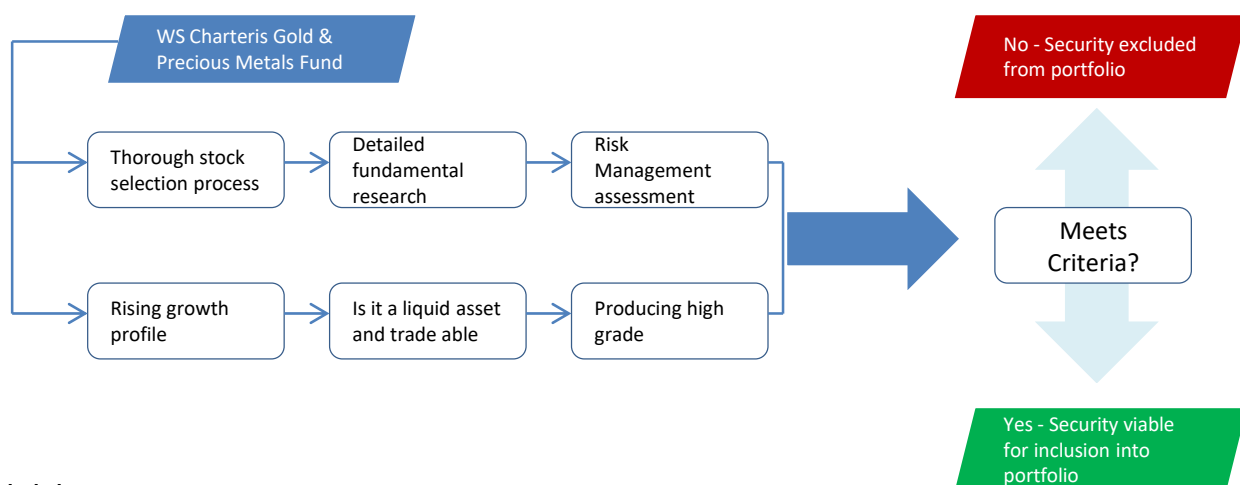 WS Charteris Gold &
Precious Metals Fund
No - Security excluded
from portfolio
Thorough stock
selection process
Detailed
fundamental
research
Risk
Management
assessment
Meets
Criteria?
Rising growth
profile
Is it a liquid asset
and trade able
Producing high
grade
Yes - Security viable
for inclusion into
portfolio